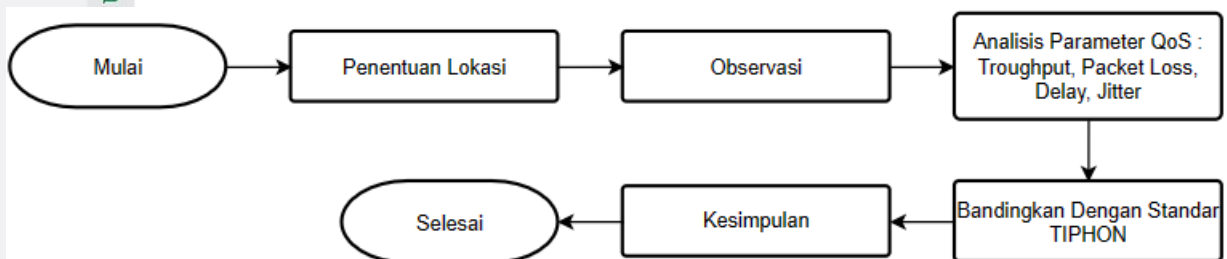 Mulai
Penentuan Lokasi
Observasi
Analisis Parameter QoS :
Troughput, Packet Loss,
Delay, Jitter
Bandingkan Dengan Standar
TIPHON
Kesimpulan
Selesai